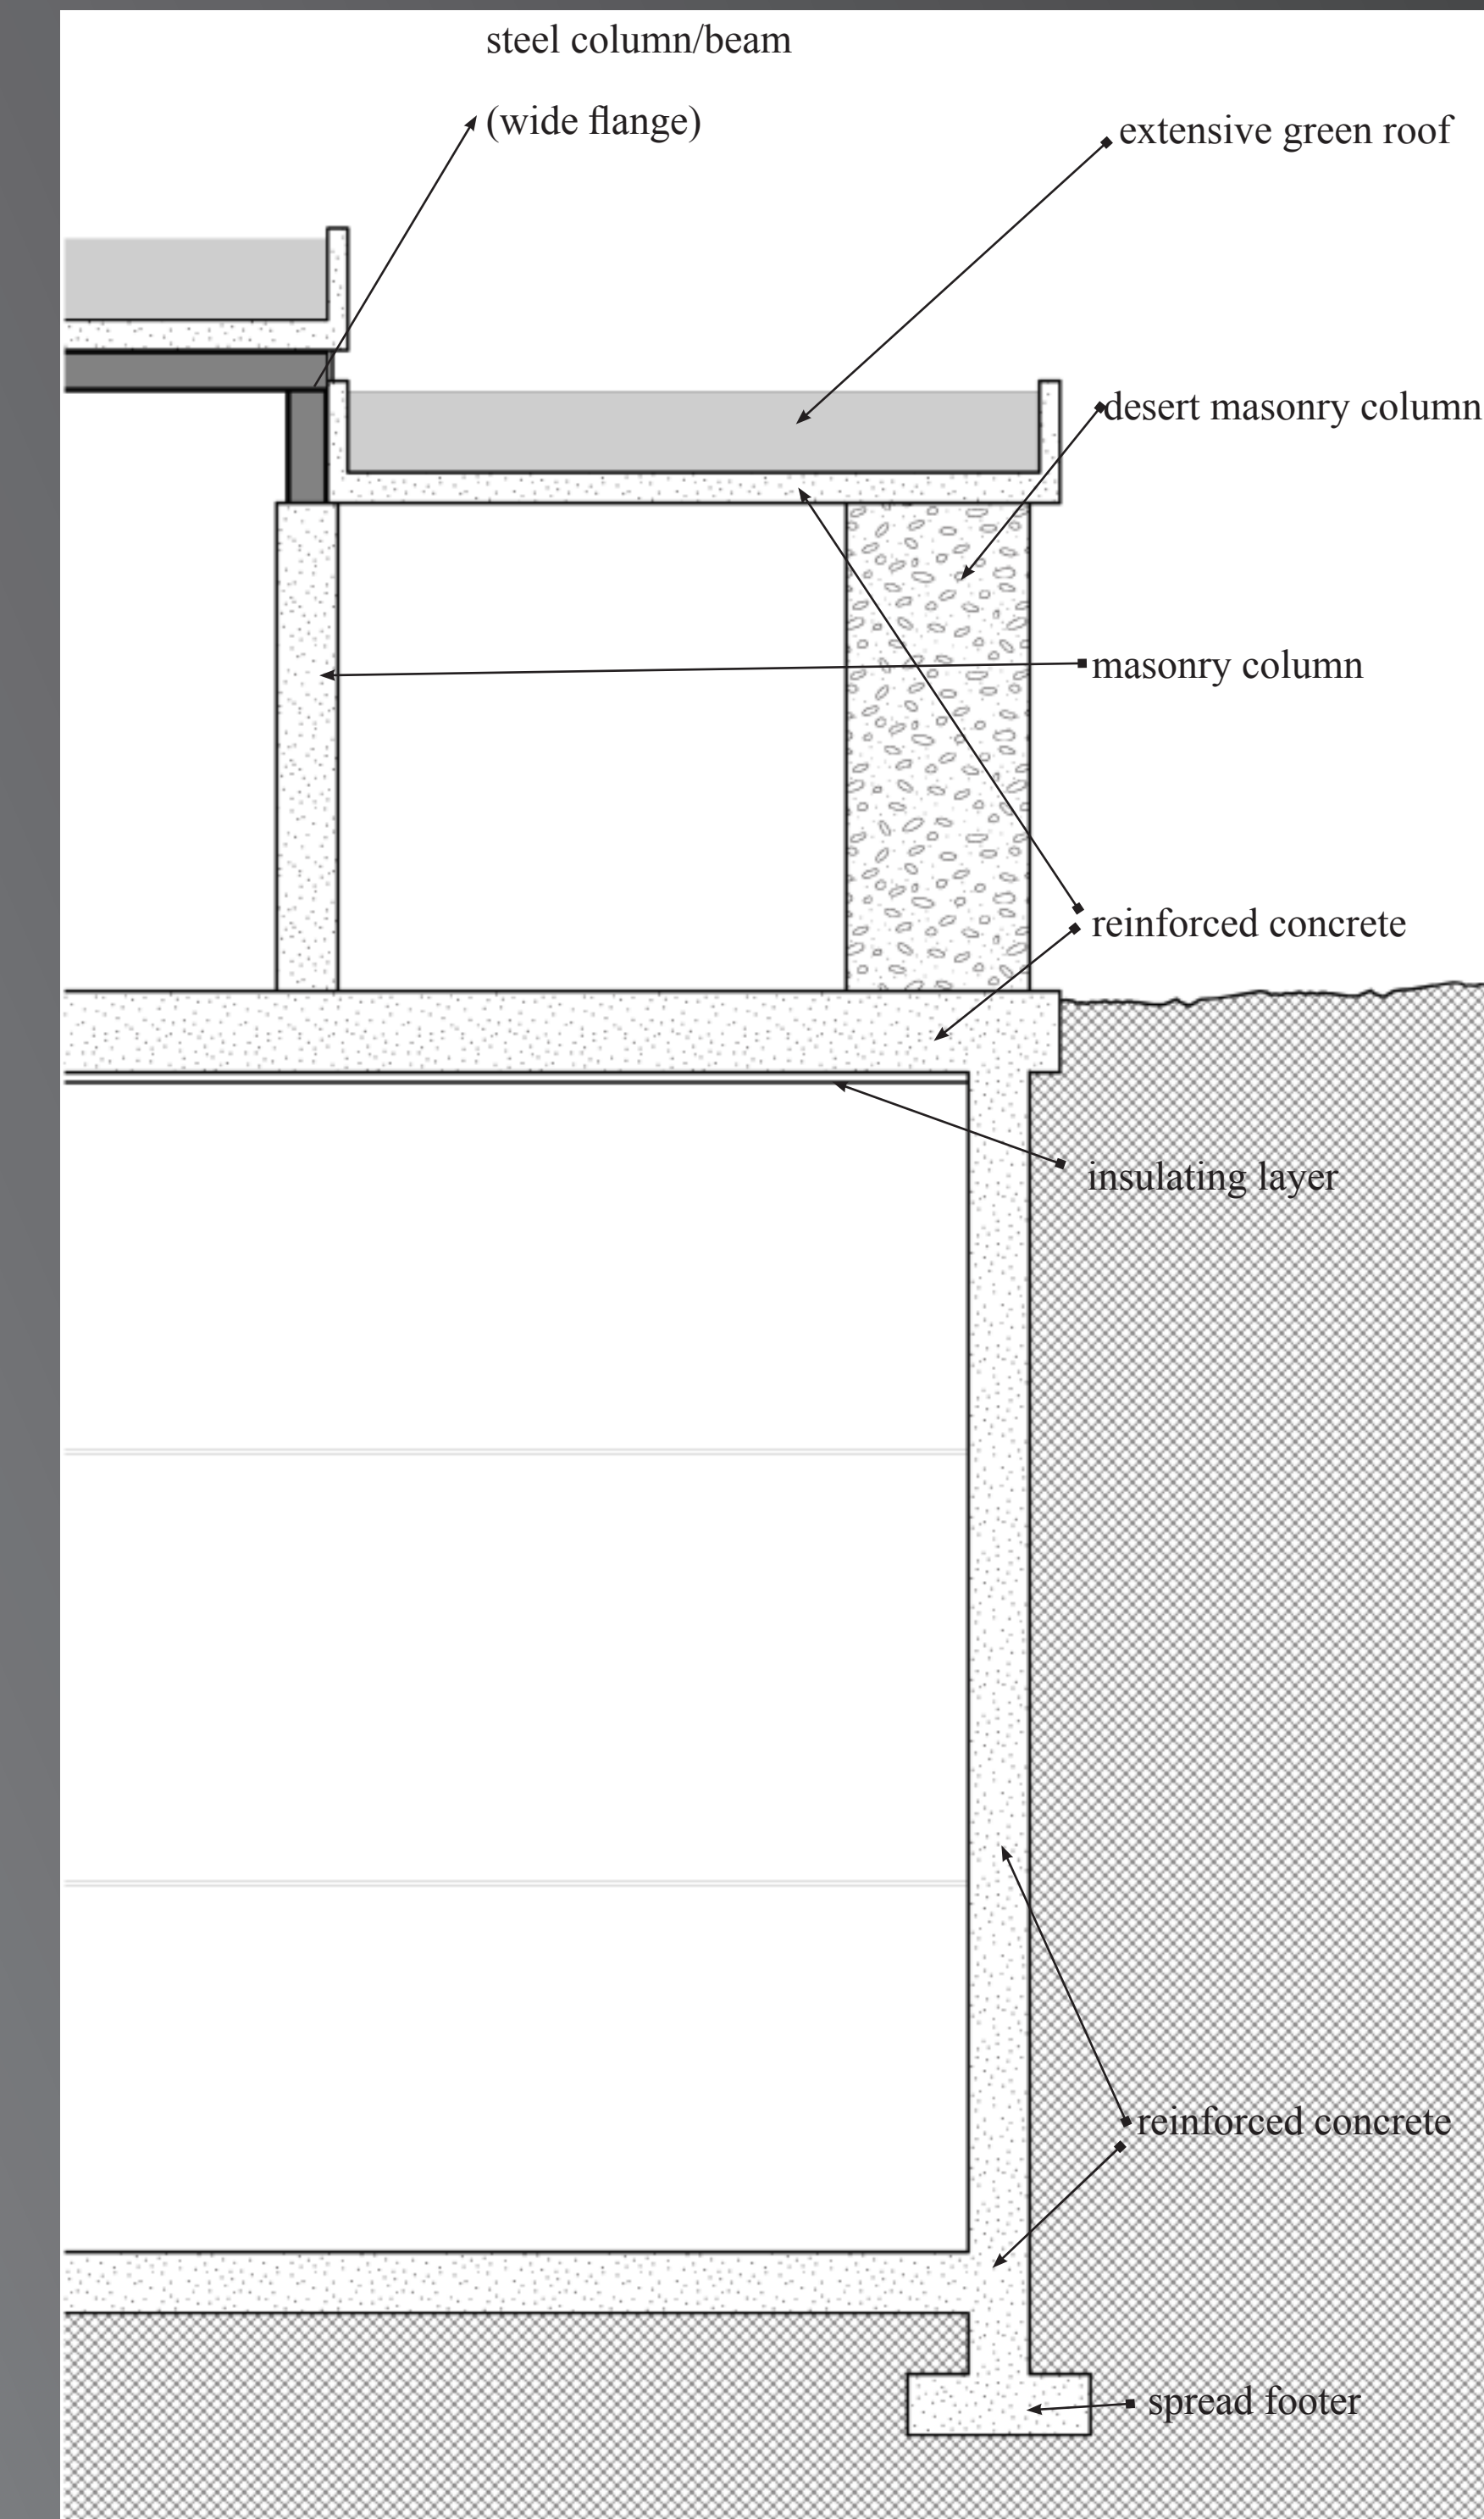 steel column/beam
(wide flange)
extensive green roof
desert masonry column
masonry column
reinforced concrete
insulating layer
reinforced concrete
spread footer